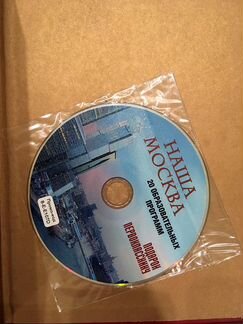 НАША
МОСКВА
20 ОБРАЗОВАТЕЛЬНЫХ
ПРОГРАММ
ПОДАРОК
ПЕРВОКЛАССНИКУ